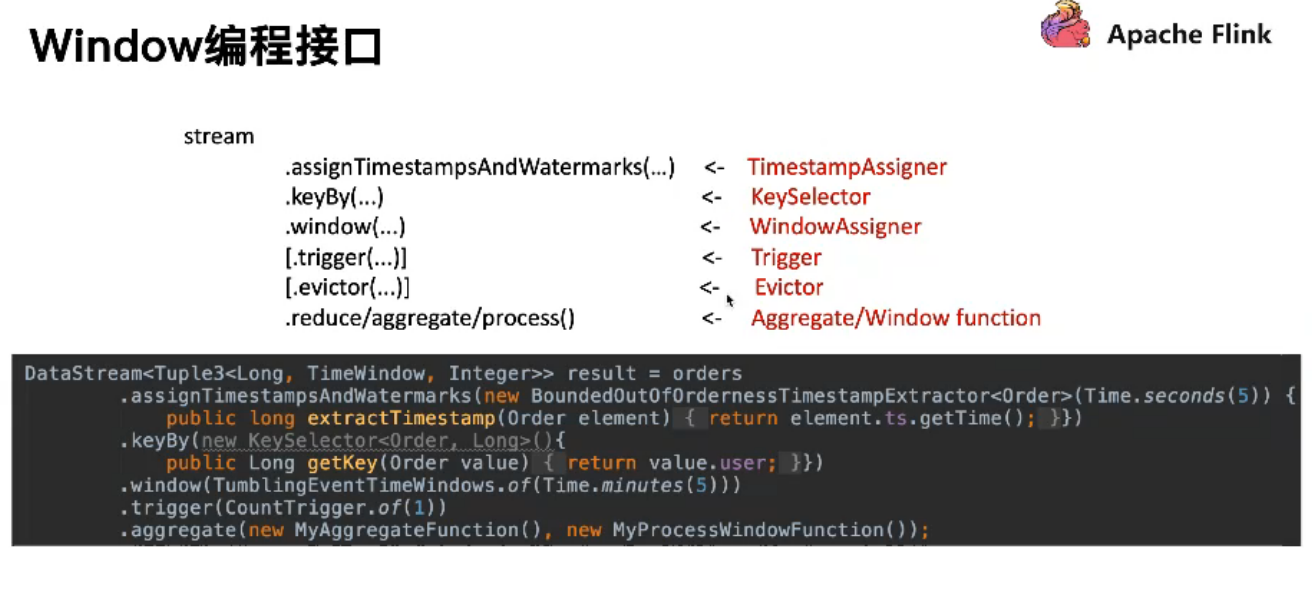 Window编程接口
Apache Flink
stream
.assignTimestampsAndWatermarks(...) <- TimestampAssigner
.keyBy(...) <- KeySelector
.window(...) <- WindowAssigner
[.trigger(...)] <- Trigger
[.evictor(...)] <- Evictor
.reduce/aggregate/process() <- Aggregate/Window function
DataStream<Tuple3<Long, TimeWindow, Integer>> result = orders
.assignTimestampsAndWatermarks(new BoundedOutOfOrdernessTimestampExtractor<Order>(Time.seconds(5)) {
public long extractTimestamp(Order element) { return element.ts.getTime(); }})
.keyBy(new KeySelector<Order, Long>(){
public Long getKey(Order value) { return value.user; }})
.window(TumblingEventTimeWindows.of(Time.minutes(5)))
.trigger(CountTrigger.of(1))
.aggregate(new MyAggregateFunction(), new MyProcessWindowFunction());